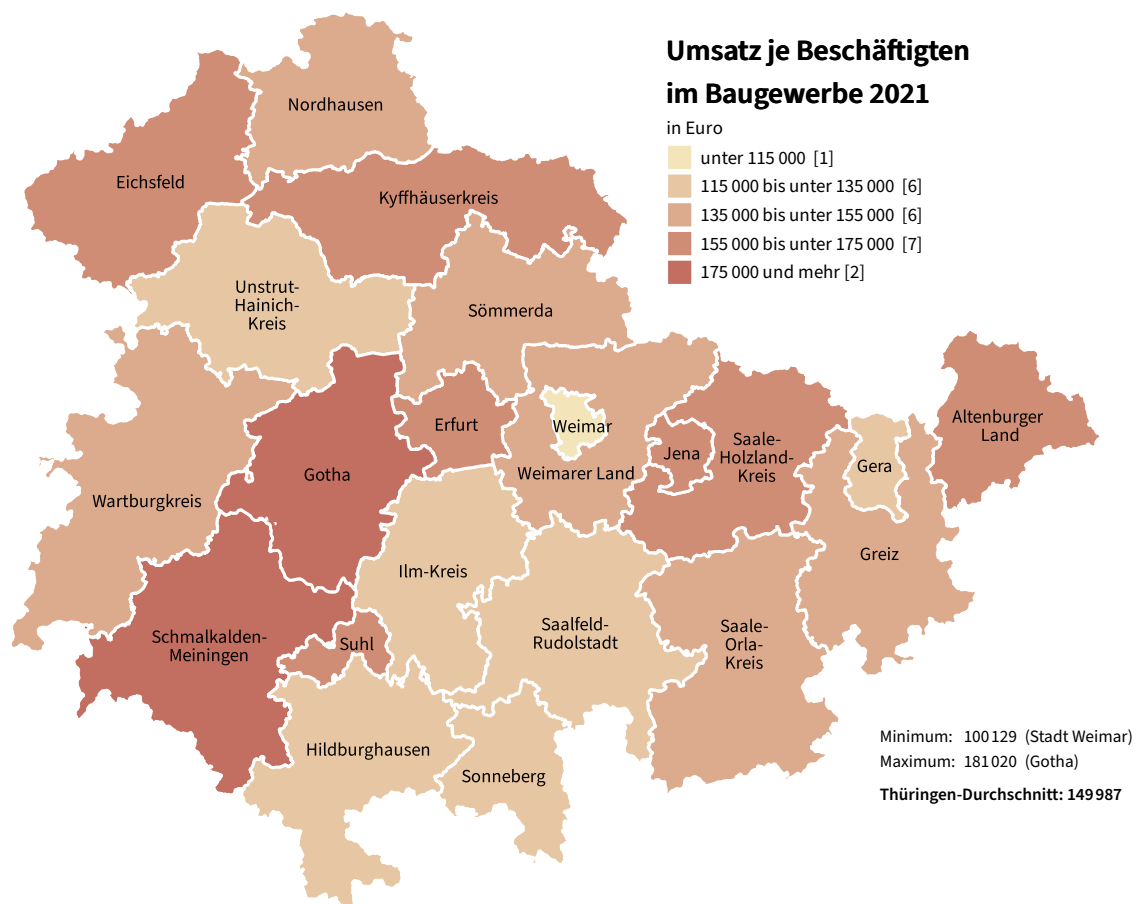 Umsatz je Beschäftigten
im Baugewerbe 2021
in Euro
unter 115 000 [1]
115 000 bis unter 135 000 [6]
135 000 bis unter 155 000 [6]
155 000 bis unter 175 000 [7]
175 000 und mehr [2]
Nordhausen
Eichsfeld
Kyffhäuserkreis
Unstrut-
Hainich-
Kreis
Sömmerda
Altenburger
Land
Erfurt
Weimar
Jena
Saale-
Holzland-
Kreis
Gera
Gotha
Weimarer Land
Wartburgkreis
Greiz
Ilm-Kreis
Schmalkalden-
Meiningen
Suhl
Saalfeld-
Rudolstadt
Saale-
Orla-
Kreis
Hildburghausen
Sonneberg
Minimum: 100 129 (Stadt Weimar)
Maximum: 181 020 (Gotha)
Thüringen-Durchschnitt: 149 987